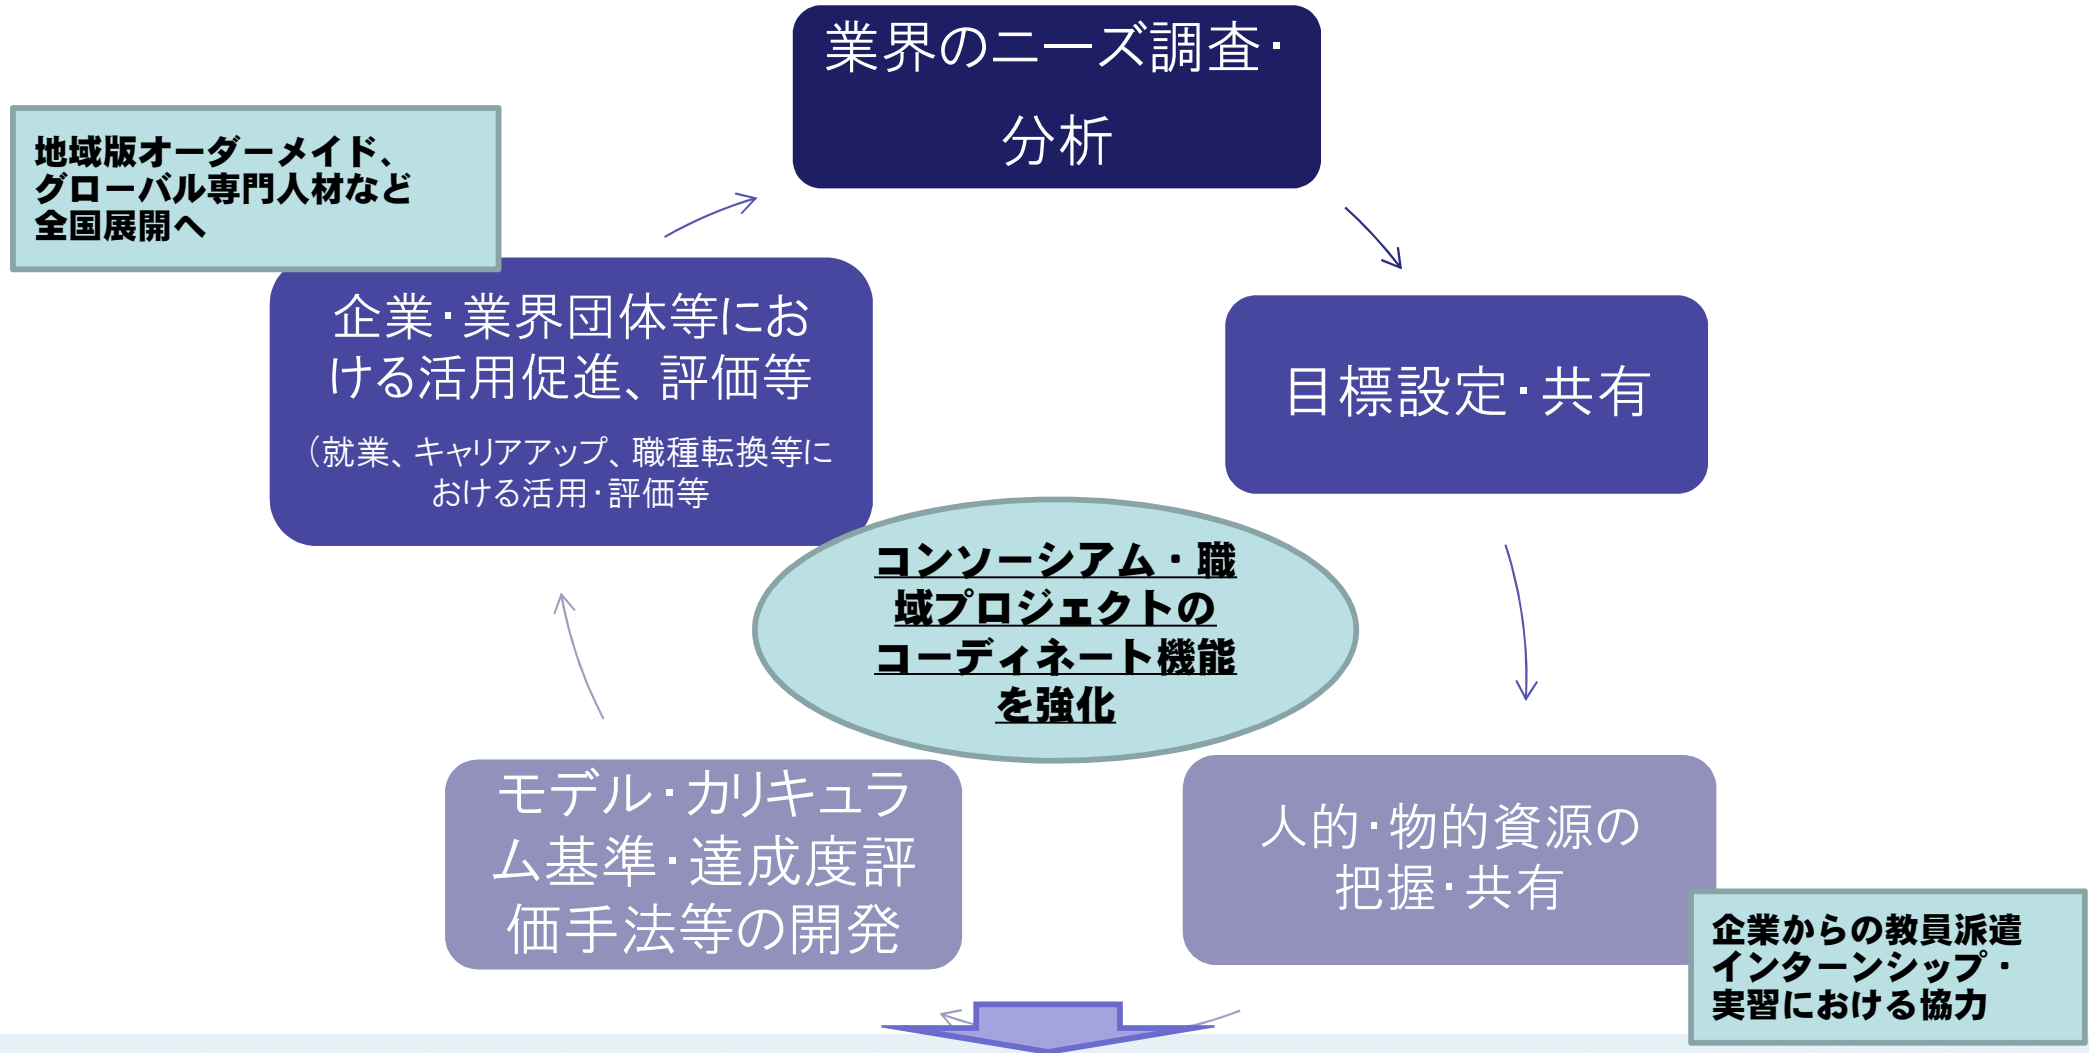 業界のニーズ調査・
分析
地域版オーダーメイド、
グローバル専門人材など
全国展開へ
企業・業界団体等にお
ける活用促進、評価等
（就業、キャリアアップ、職種転換等に
おける活用・評価等
目標設定・共有
コンソーシアム・職
域プロジェクトの
コーディネート機能
を強化
モデル・カリキュラ
ム基準・達成度評
価手法等の開発
人的・物的資源の
把握・共有
企業からの教員派遣
インターンシップ・
実習における協力